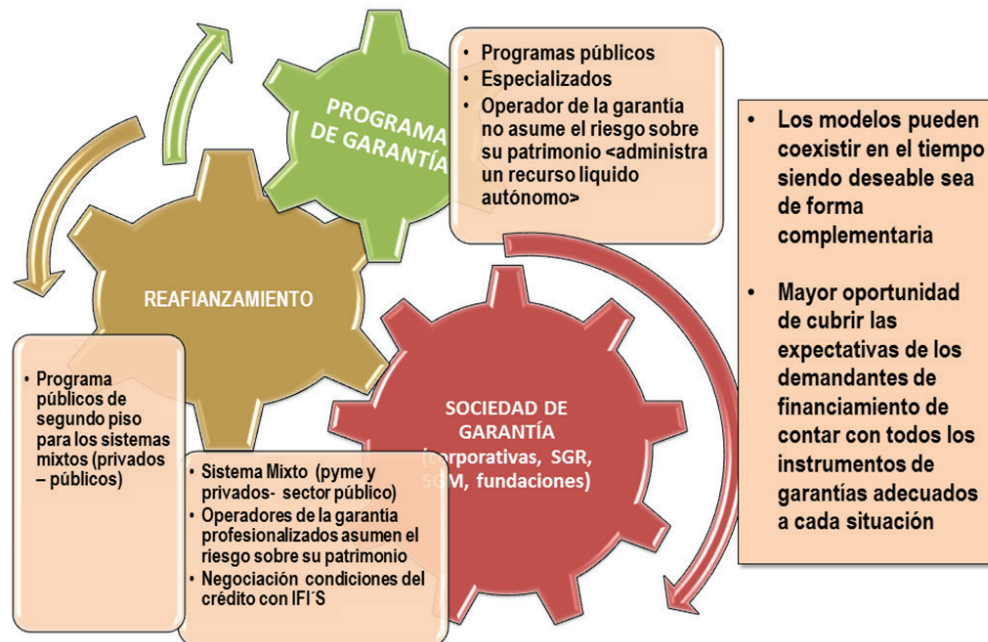 PROGRAMA
DE GARANTÍA
• Programas públicos
• Especializados
• Operador de la garantía
no asume el riesgo sobre
su patrimonio <administra
un recurso liquido
autónomo>
REAFIANZAMIENTO
• Programa
públicos de
segundo piso
para los sistemas
mixtos (privados
– públicos)
SOCIEDAD DE
GARANTÍA
(corporativas, SGR,
SGM, fundaciones)
• Sistema Mixto (pyme y
privados- sector público)
• Operadores de la garantía
profesionalizados asumen el
riesgo sobre su patrimonio
• Negociación condiciones del
crédito con IFI´S
• Los modelos pueden
coexistir en el tiempo
siendo deseable sea
de forma
complementaria
• Mayor oportunidad
de cubrir las
expectativas de los
demandantes de
financiamiento de
contar con todos los
instrumentos de
garantías adecuados
a cada situación